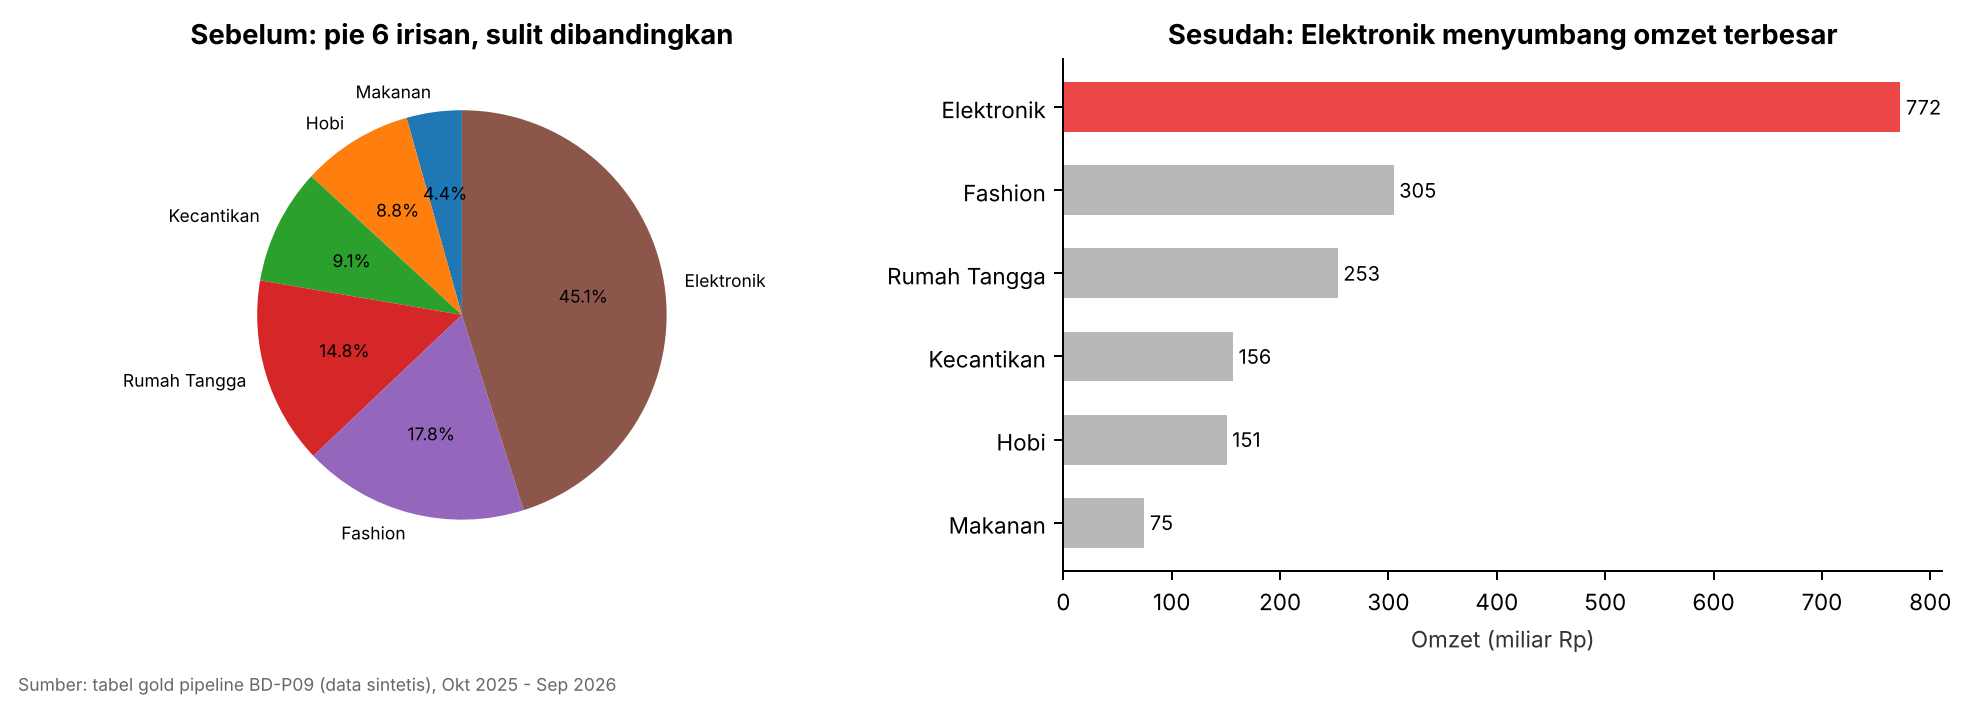 Sebelum: pie 6 irisan, sulit dibandingkan
Makanan
Hobi
Kecantikan
Rumah Tangga
Fashion
Elektronik
4.4%
8.8%
9.1%
14.8%
17.8%
45.1%
Sesudah: Elektronik menyumbang omzet terbesar
Elektronik 772
Fashion 305
Rumah Tangga 253
Kecantikan 156
Hobi 151
Makanan 75
0 100 200 300 400 500 600 700 800
Omzet (miliar Rp)
Sumber: tabel gold pipeline BD-P09 (data sintetis), Okt 2025 - Sep 2026